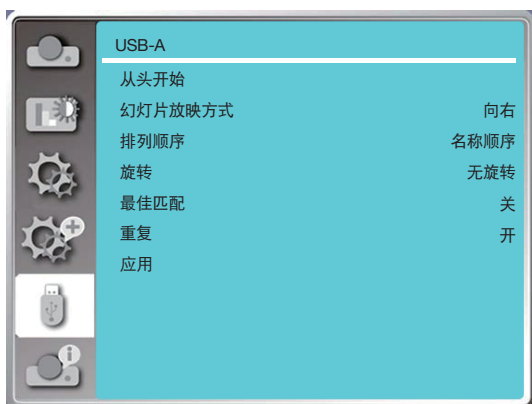 USB-A
从头开始
幻灯片放映方式 向右
排列顺序 名称顺序
旋转 无旋转
最佳匹配 关
重复 开
应用